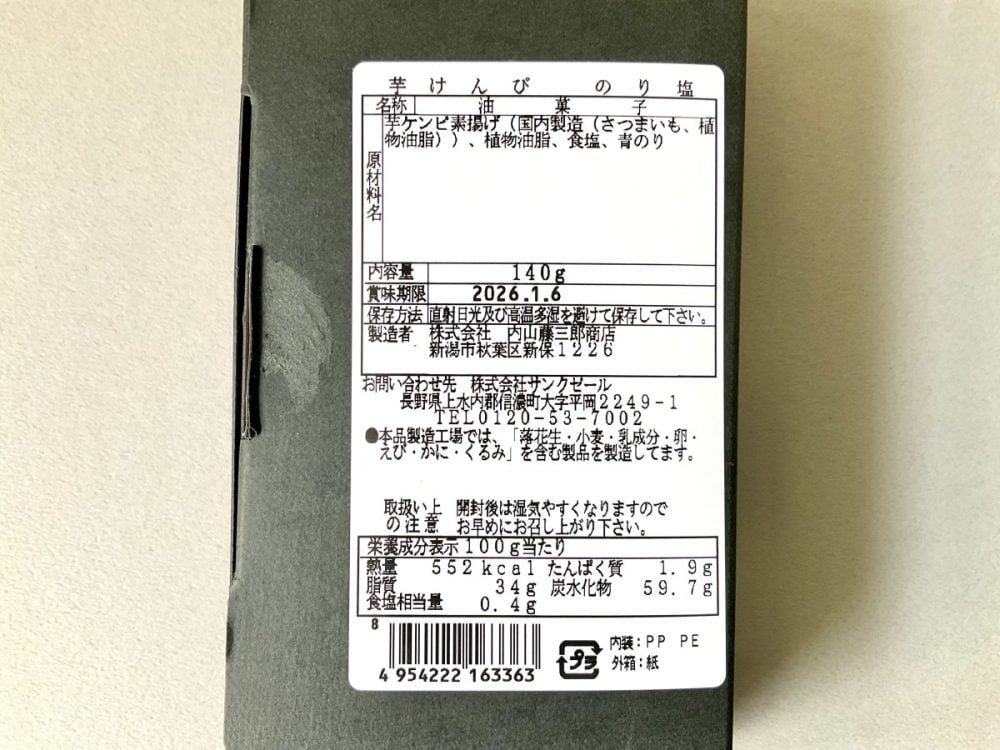 芋けんぴ のり塩
名称 油菓子
原材料名 芋ケンピ素揚げ（国内製造（さつまいも、植
物油脂））、植物油脂、食塩、青のり
内容量 140g
賞味期限 2026.1.6
保存方法 直射日光及び高温多湿を避けて保存して下さい。
製造者 株式会社 内山藤三郎商店
新潟市秋葉区新保1226
お問い合わせ先 株式会社サンクゼール
長野県上水内郡信濃町大字平岡2249-1
TEL0120-53-7002
●本品製造工場では、「落花生・小麦・乳成分・卵・
えび・かに・くるみ」を含む製品を製造してます。
取扱い上 開封後は湿気やすくなりますので
の注意 お早めにお召し上がり下さい。
栄養成分表示100g当たり
熱量 552kcal たんぱく質 1.9g
脂質 34g 炭水化物 59.7g
食塩相当量 0.4g
8
4 954222 163363
プラ
内装:PP PE
外箱:紙